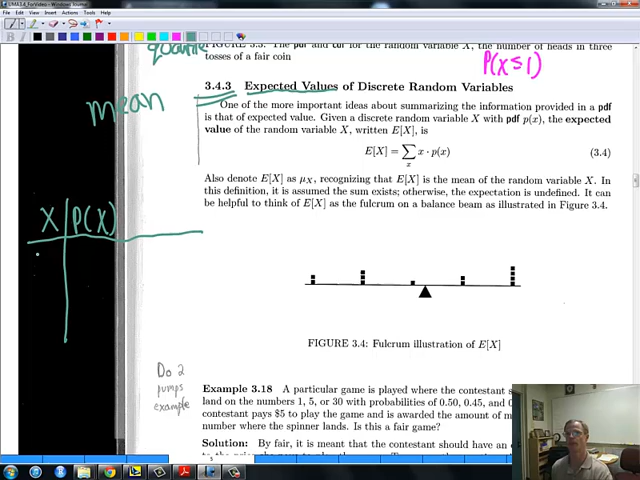 UMA3.4_ForVideo - Windows Journal
File Edit View Insert Actions Tools Help
quantile
FIGURE 3.3: The pdf and cdf for the random variable X, the number of heads in three
tosses of a fair coin
P(X≤1)
3.4.3 Expected Values of Discrete Random Variables
mean
One of the more important ideas about summarizing the information provided in a pdf
is that of expected value. Given a discrete random variable X with pdf p(x), the expected
value of the random variable X, written E[X], is
E[X] = ∑ x · p(x) (3.4)
x
Also denote E[X] as μX, recognizing that E[X] is the mean of the random variable X. In
this definition, it is assumed the sum exists; otherwise, the expectation is undefined. It can
be helpful to think of E[X] as the fulcrum on a balance beam as illustrated in Figure 3.4.
X P(X)
FIGURE 3.4: Fulcrum illustration of E[X]
Do 2
pumps
example
Example 3.18 A particular game is played where the contestant s
land on the numbers 1, 5, or 30 with probabilities of 0.50, 0.45, and 0
contestant pays $5 to play the game and is awarded the amount of m
number where the spinner lands. Is this a fair game?
Solution: By fair, it is meant that the contestant should have an